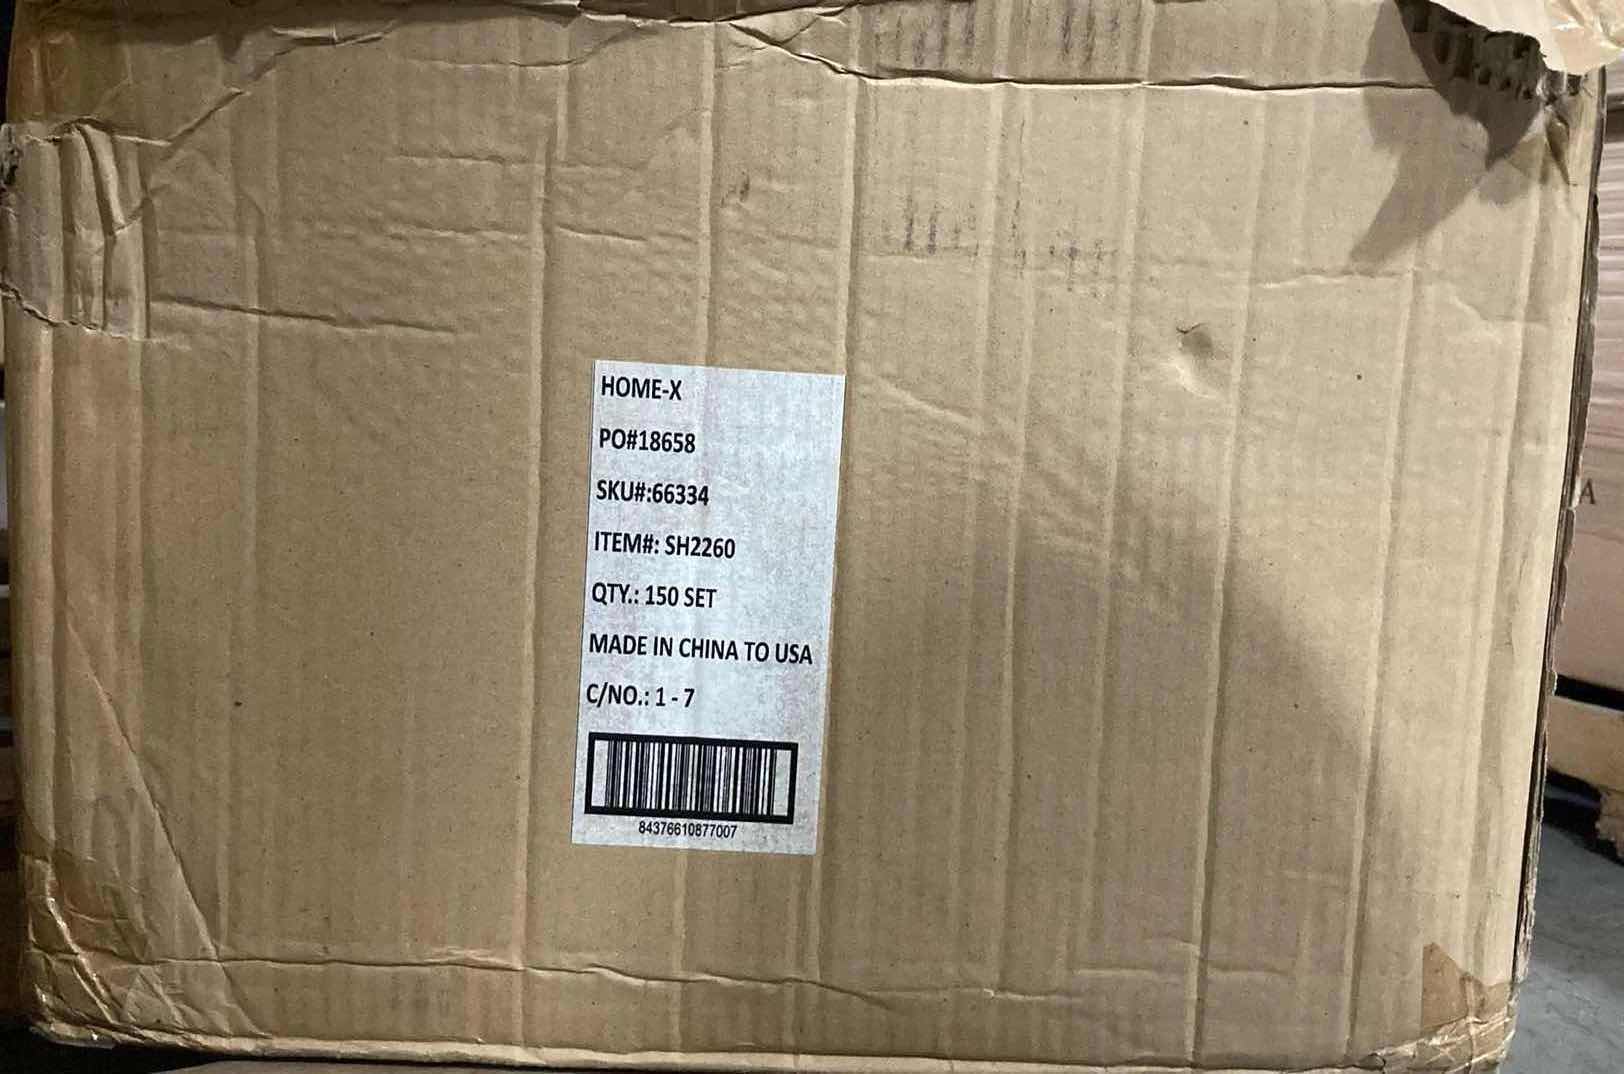 HOME-X
PO#18658
SKU#:66334
ITEM#: SH2260
QTY.: 150 SET
MADE IN CHINA TO USA
C/NO.: 1 - 7
84376610877007
A